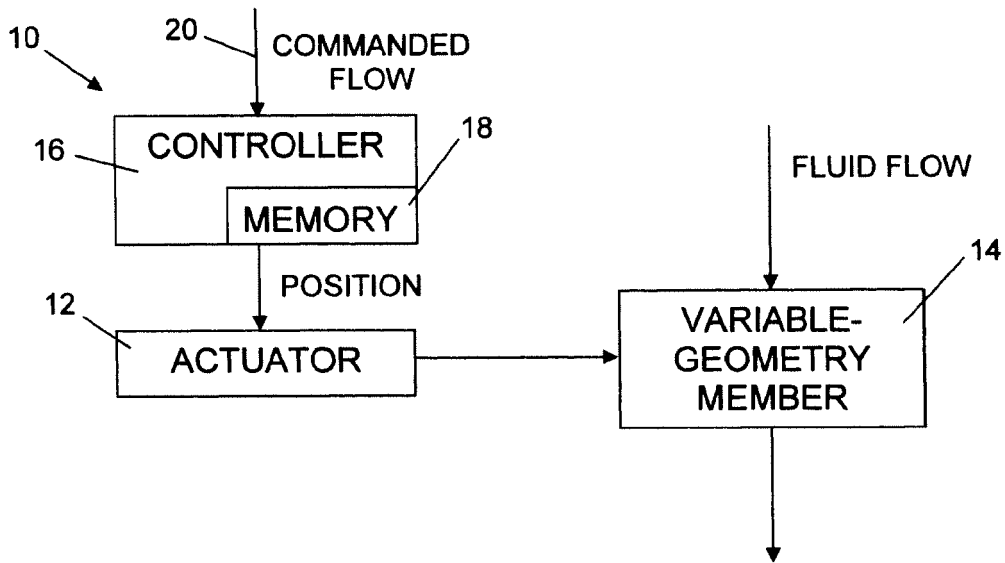 10
20
COMMANDED
FLOW
16
CONTROLLER
18
MEMORY
POSITION
12
ACTUATOR
FLUID FLOW
14
VARIABLE-
GEOMETRY
MEMBER